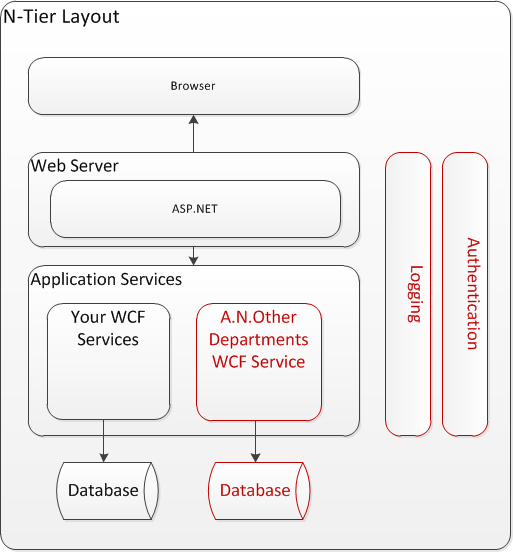 N-Tier Layout
Browser
Web Server
ASP.NET
Application Services
Your WCF
Services
A.N.Other
Departments
WCF Service
Database
Database
Logging
Authentication